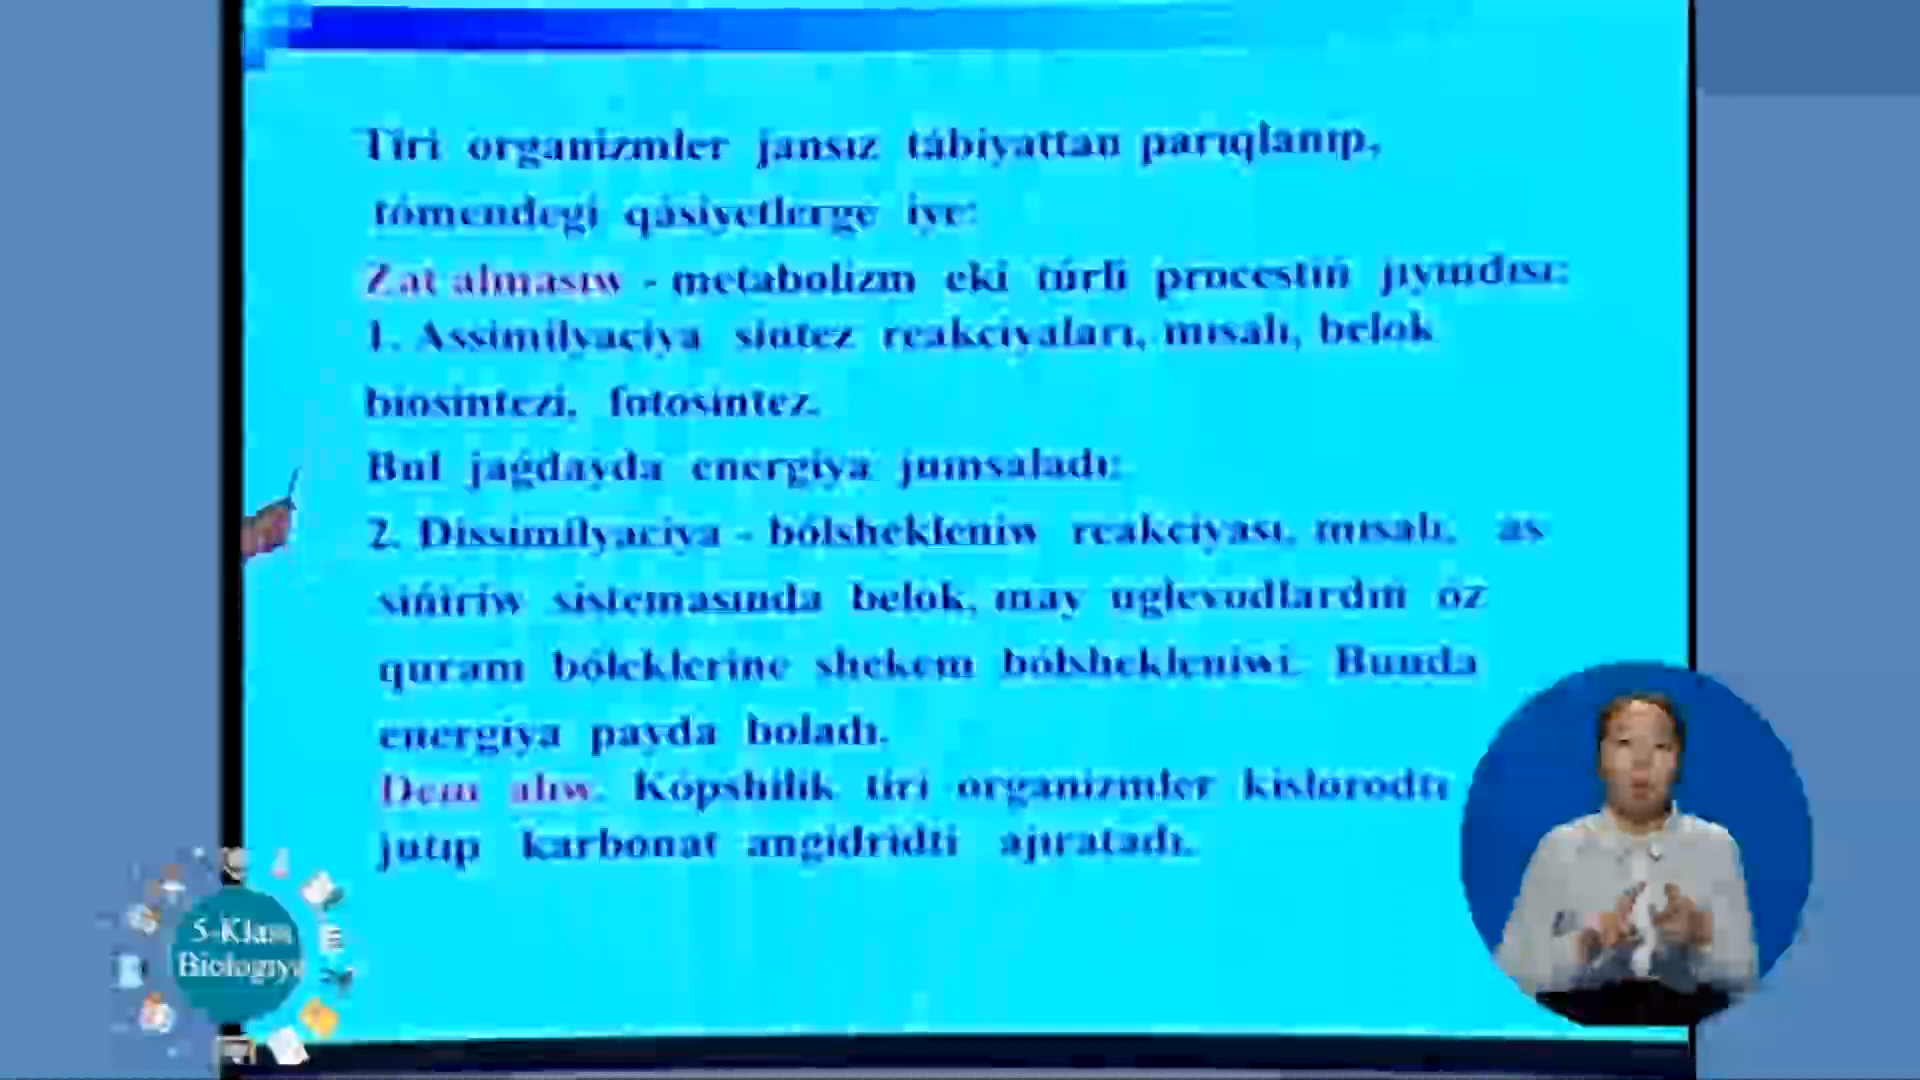 Tiri organizmler jansız tábiyattan parıqlanıp,
tómendegi qásiyetlerge iye:
Zat almasıw - metabolizm eki túrli procestiń jıyındısı:
1. Assimilyaciya sintez reakciyaları, mısalı, belok
biosintezi, fotosintez.
Bul jaǵdayda energiya jumsaladı;
2. Dissimilyaciya - bólshekleniw reakciyası, mısalı, as
sińiriw sistemasında belok, may uglevodlardıń óz
quram bóleklerine shekem bólshekleniwi. Bunda
energiya payda boladı.
Dem alıw. Kópshilik tiri organizmler kislorodtı
jutıp karbonat angidridti ajıratadı.
5-Klass
Biologiya